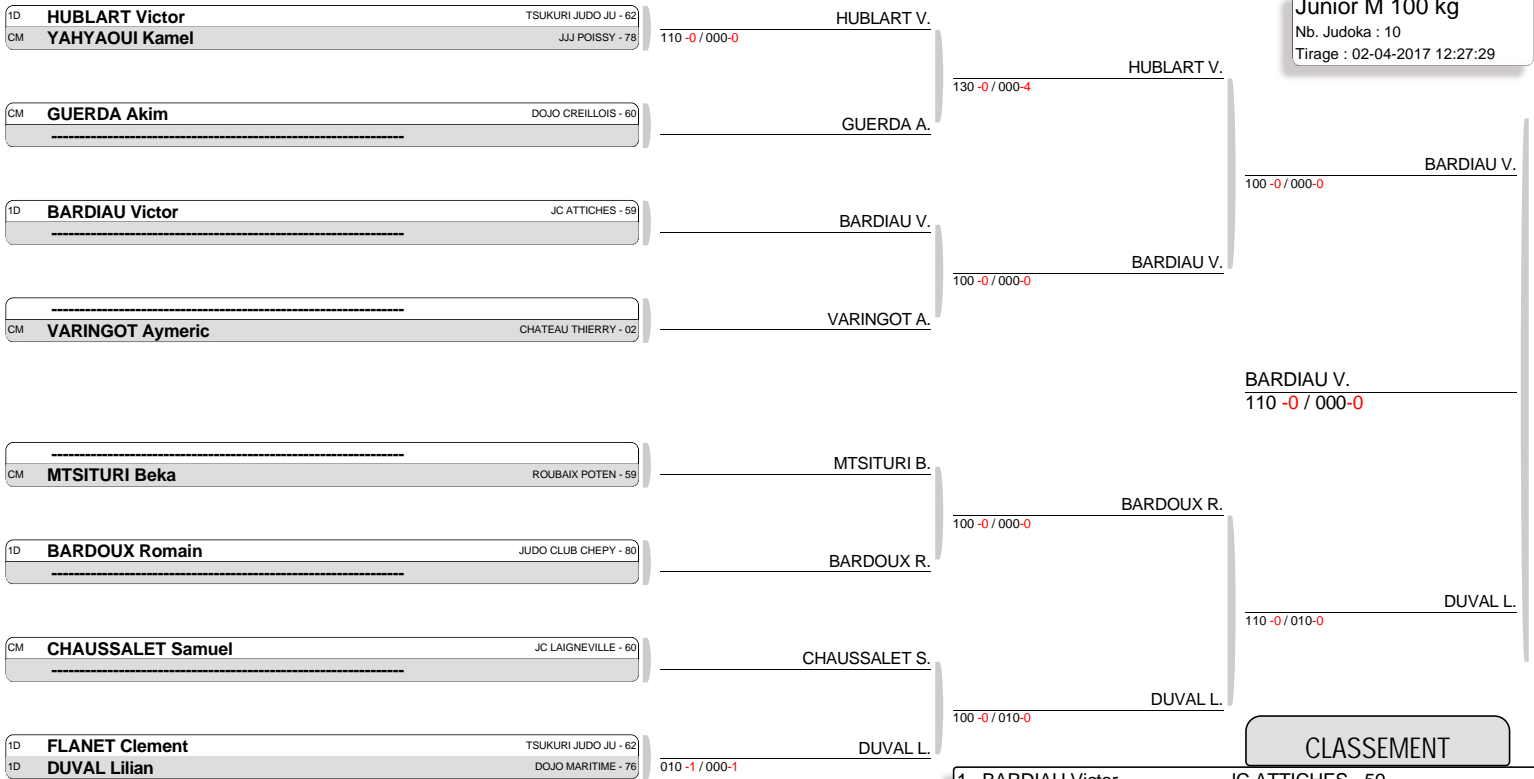 Junior M 100 kg
Nb. Judoka : 10
Tirage : 02-04-2017 12:27:29
1D HUBLART Victor TSUKURI JUDO JU - 62
CM YAHYAOUI Kamel JJJ POISSY - 78
HUBLART V.
110 -0 / 000-0
HUBLART V.
130 -0 / 000-4
CM GUERDA Akim DOJO CREILLOIS - 60
------------------------------------------------------------------
GUERDA A.
BARDIAU V.
100 -0 / 000-0
1D BARDIAU Victor JC ATTICHES - 59
------------------------------------------------------------------
BARDIAU V.
BARDIAU V.
100 -0 / 000-0
------------------------------------------------------------------
CM VARINGOT Aymeric CHATEAU THIERRY - 02
VARINGOT A.
BARDIAU V.
110 -0 / 000-0
------------------------------------------------------------------
CM MTSITURI Beka ROUBAIX POTEN - 59
MTSITURI B.
BARDOUX R.
100 -0 / 000-0
1D BARDOUX Romain JUDO CLUB CHEPY - 80
------------------------------------------------------------------
BARDOUX R.
DUVAL L.
110 -0 / 010-0
CM CHAUSSALET Samuel JC LAIGNEVILLE - 60
------------------------------------------------------------------
CHAUSSALET S.
DUVAL L.
100 -0 / 010-0
1D FLANET Clement TSUKURI JUDO JU - 62
1D DUVAL Lilian DOJO MARITIME - 76
DUVAL L.
010 -1 / 000-1
CLASSEMENT
1 BARDIAU Victor JC ATTICHES - 59